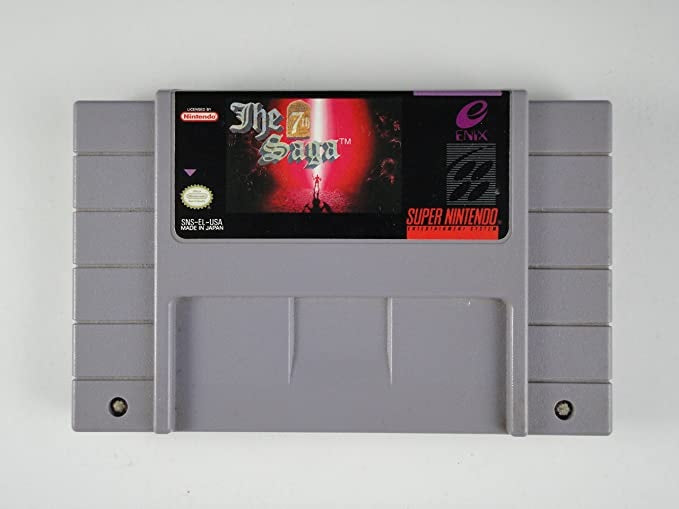 LICENSED BY
Nintendo
The 7th
Saga™
ENIX
SNS-EL-USA
MADE IN JAPAN
SUPER NINTENDO
ENTERTAINMENT SYSTEM